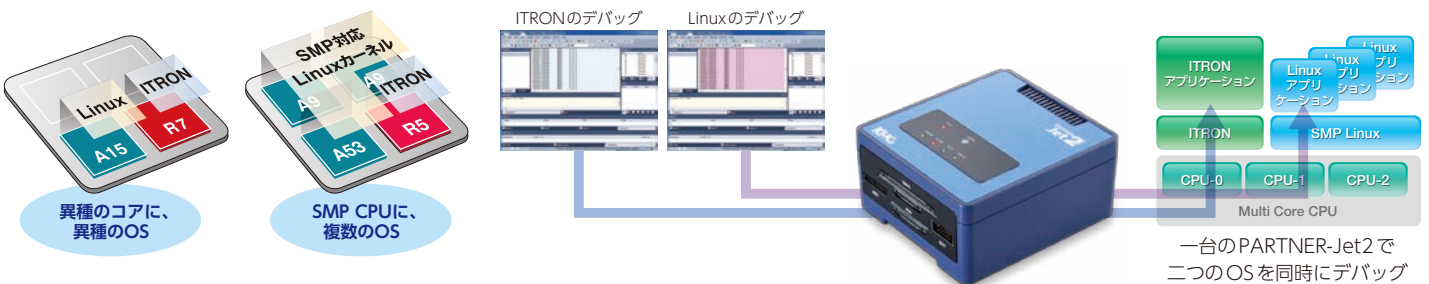 Linux
ITRON
A15
R7
異種のコアに、
異種のOS
SMP対応
Linuxカーネル
ITRON
A9
A9
A53
R5
SMP CPUに、
複数のOS
ITRONのデバッグ
Linuxのデバッグ
KMG
Jet2
ITRON
アプリケーション
Linux
アプリ
ケーション
Linux
プリ
ション
Linux
プリ
ション
ITRON
SMP Linux
CPU-0
CPU-1
CPU-2
Multi Core CPU
一台のPARTNER-Jet2で
二つのOSを同時にデバッグ